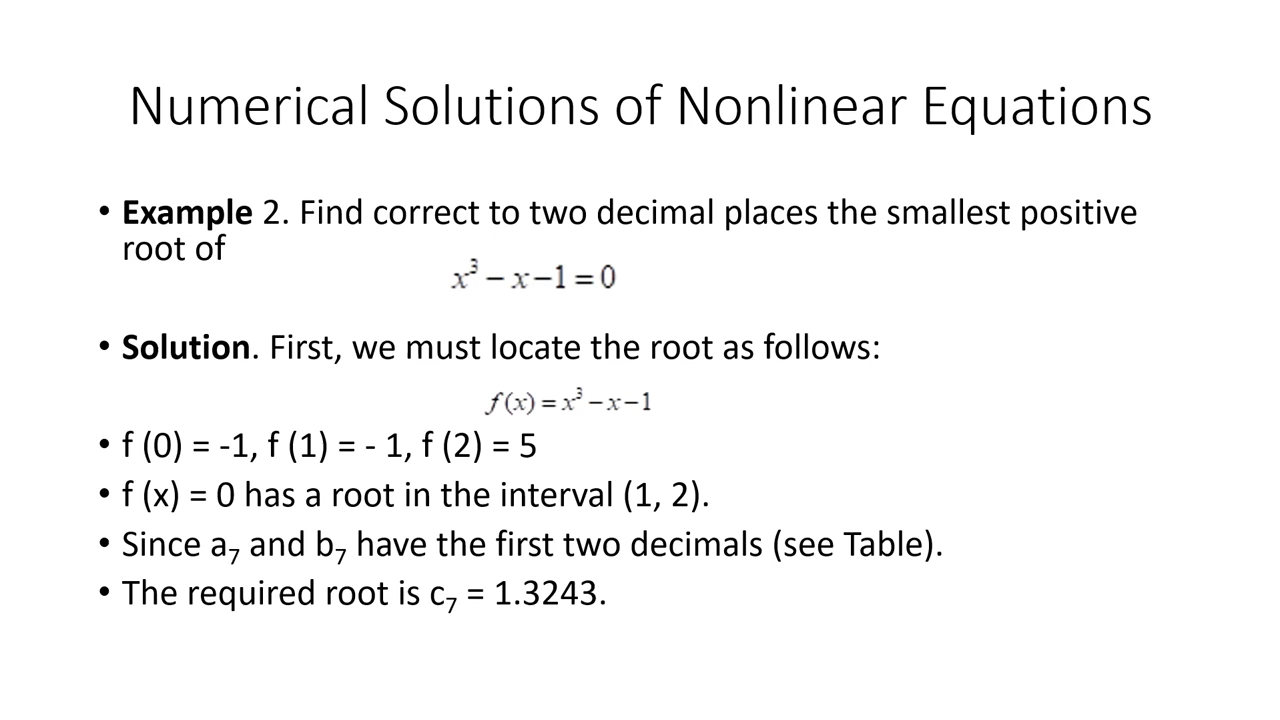 Numerical Solutions of Nonlinear Equations
• Example 2. Find correct to two decimal places the smallest positive
root of
x³ – x – 1 = 0
• Solution. First, we must locate the root as follows:
f(x) = x³ – x – 1
• f (0) = -1, f (1) = - 1, f (2) = 5
• f (x) = 0 has a root in the interval (1, 2).
• Since a₇ and b₇ have the first two decimals (see Table).
• The required root is c₇ = 1.3243.